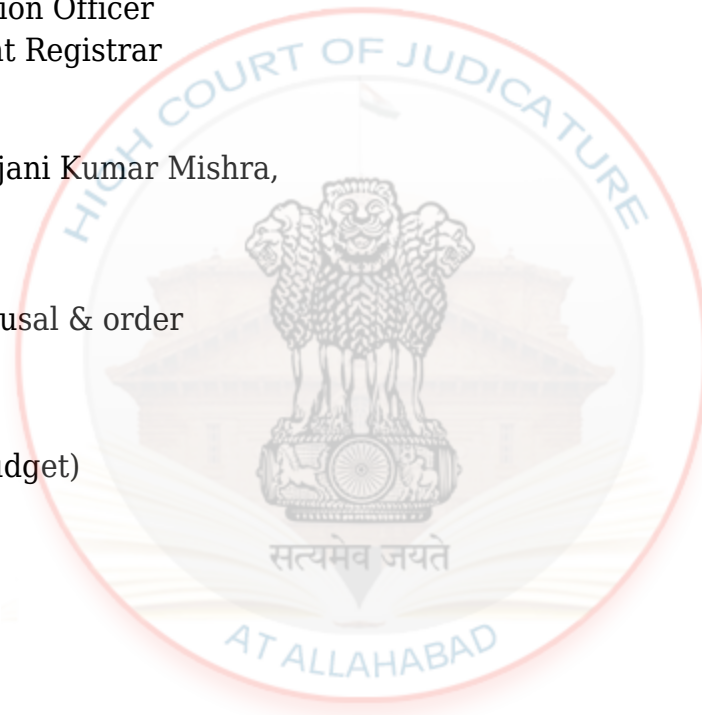 ion Officer
t Registrar
HIGH COURT OF JUDICATURE
jani Kumar Mishra,
usal & order
dget)
सत्यमेव जयते
AT ALLAHABAD